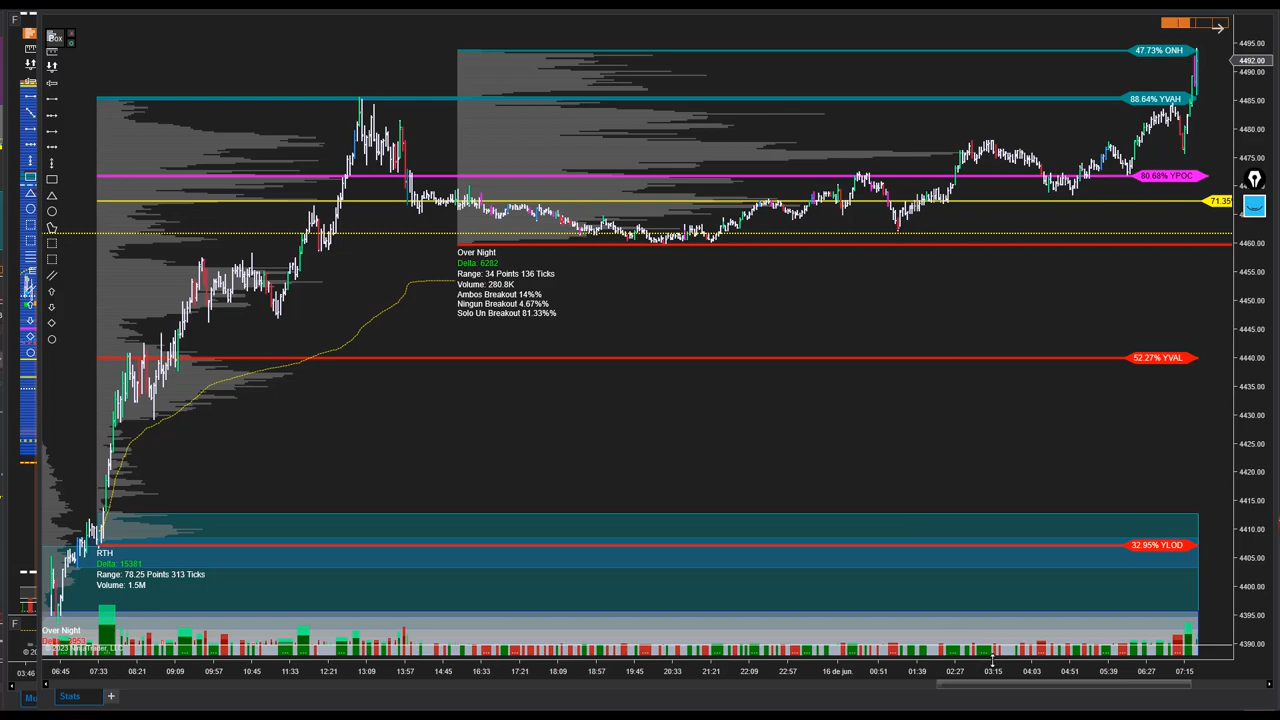 F
47.73% ONH
88.64% YVAH
80.68% YPOC
71.35
52.27% YVAL
32.95% YLOD
4495.00
4492.00
4490.00
4485.00
4480.00
4475.00
4460.00
4455.00
4450.00
4445.00
4440.00
4435.00
4430.00
4425.00
4420.00
4415.00
4410.00
4405.00
4400.00
4395.00
4390.00
Over Night
Delta: 6282
Range: 34 Points 136 Ticks
Volume: 280.8K
Ambos Breakout 14%%
Ningun Breakout 4.67%%
Solo Un Breakout 81.33%%
RTH
Delta: 15381
Range: 78.25 Points 313 Ticks
Volume: 1.5M
F
Over Night
© 2023 NinjaTrader, LLC
© 20
03:46
06:45 07:33 08:21 09:09 09:57 10:45 11:33 12:21 13:09 13:57 14:45 16:33 17:21 18:09 18:57 19:45 20:33 21:21 22:09 22:57 16 de jun. 00:51 01:39 02:27 03:15 04:03 04:51 05:39 06:27 07:15
Mu
Stats
+